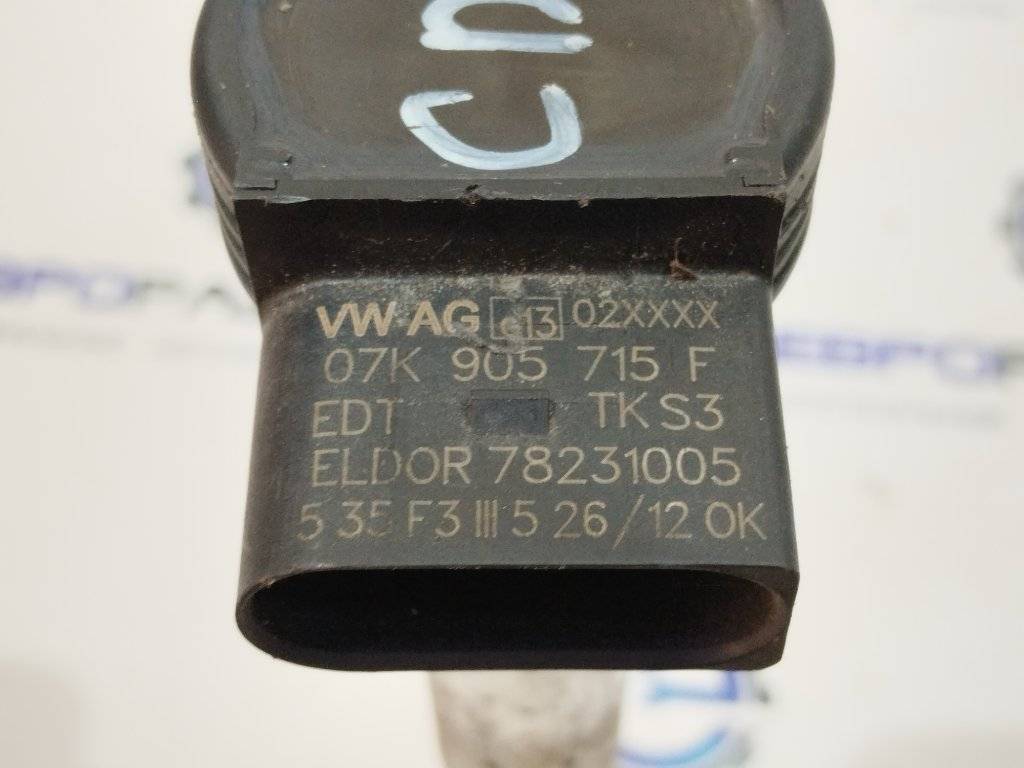 VW AG e13 02XXXX
07K 905 715 F
EDT TK S3
ELDOR 78231005
5 35 F3 III 5 26/12 OK